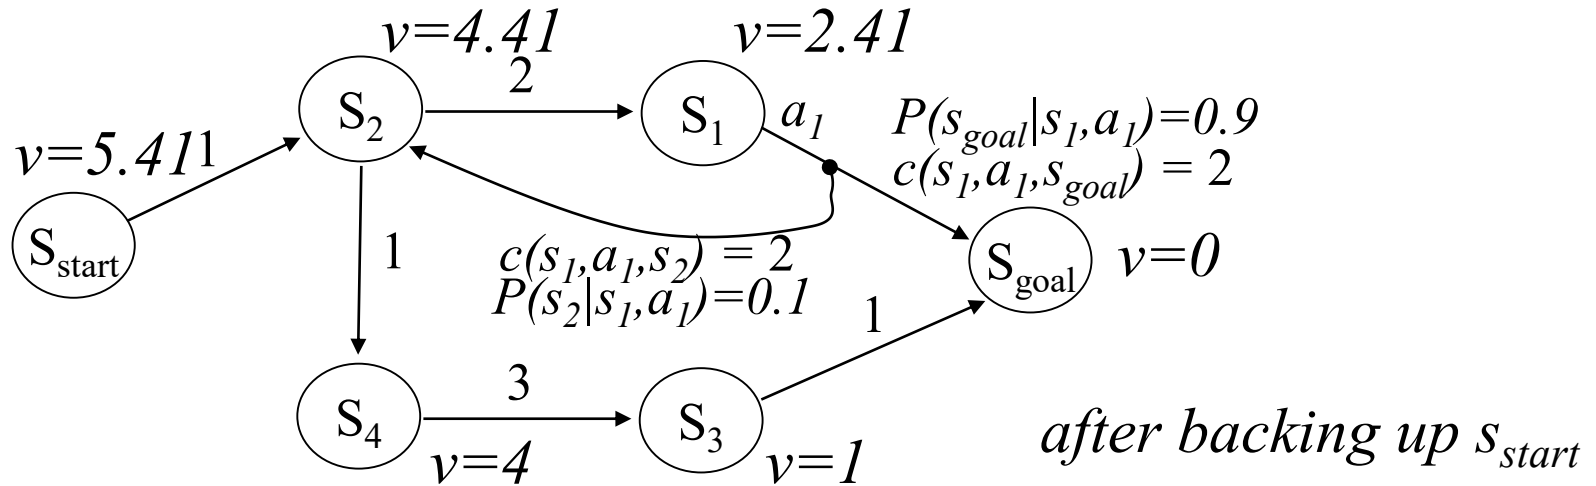 v=4.41
v=2.41
2
S2
S1
a1
P(sgoal|s1,a1)=0.9
c(s1,a1,sgoal) = 2
v=5.41
1
Sstart
1
c(s1,a1,s2) = 2
P(s2|s1,a1)=0.1
Sgoal
v=0
1
3
S4
S3
v=4
v=1
after backing up sstart